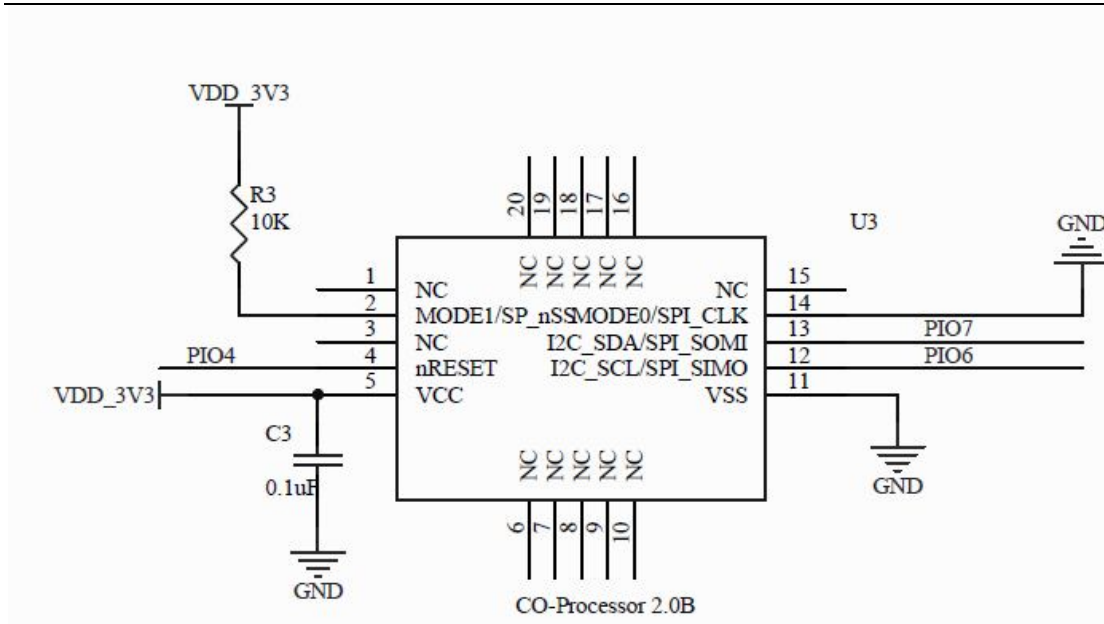 VDD_3V3
R3
10K
20
19
18
17
16
U3
GND
NC
NC
NC
NC
NC
1
NC
NC
15
2
MODE1/SP_nSS
MODE0/SPI_CLK
14
3
NC
I2C_SDA/SPI_SOMI
13
PIO7
PIO4
4
nRESET
I2C_SCL/SPI_SIMO
12
PIO6
VDD_3V3
5
VCC
VSS
11
C3
0.1uF
NC
NC
NC
NC
NC
GND
6
7
8
9
10
GND
CO-Processor 2.0B